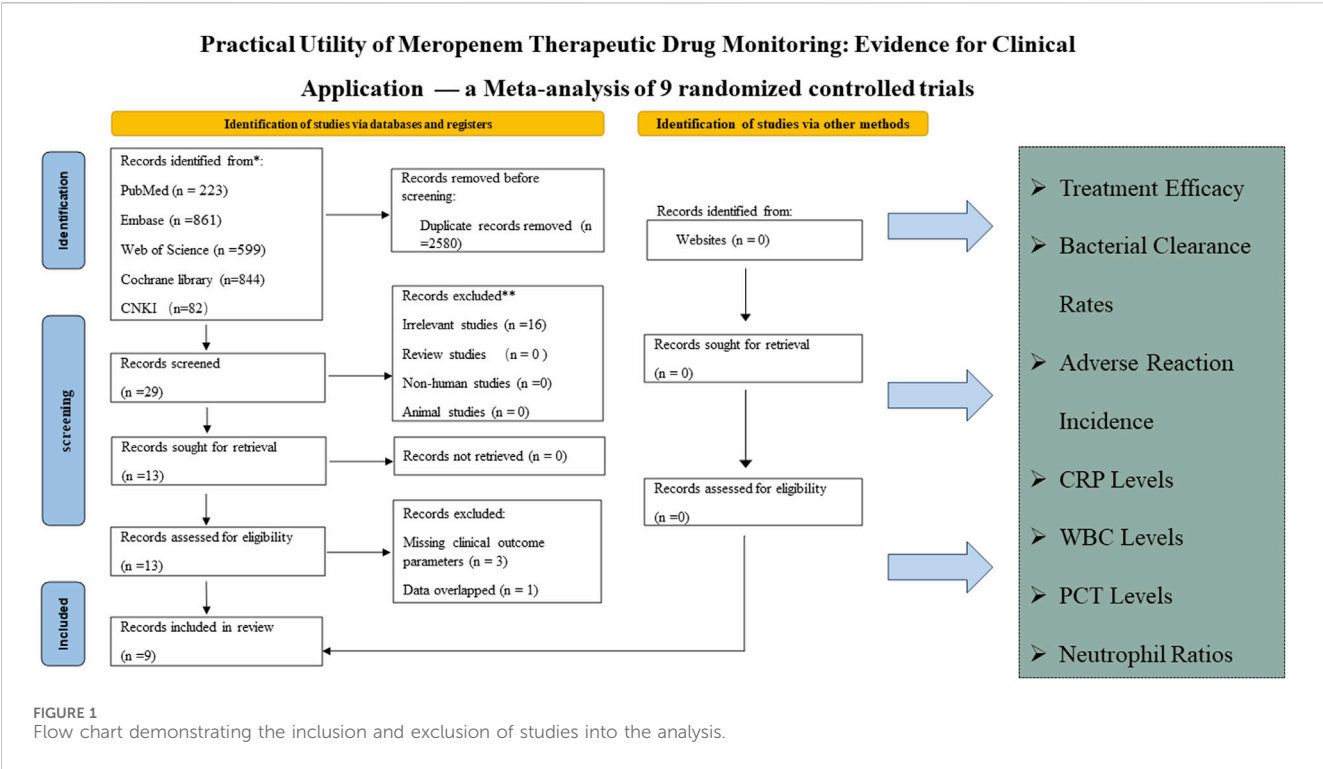 Practical Utility of Meropenem Therapeutic Drug Monitoring: Evidence for Clinical
Application — a Meta-analysis of 9 randomized controlled trials
Identification of studies via databases and registers
Identification of studies via other methods
Identification
Records identified from*:
PubMed (n = 223)
Embase (n =861)
Web of Science (n =599)
Cochrane library (n=844)
CNKI (n=82)
Records removed before
screening:
Duplicate records removed (n
=2580)
Records identified from:
Websites (n = 0)
screening
Records screened
(n =29)
Records excluded**
Irrelevant studies (n =16)
Review studies (n = 0 )
Non-human studies (n =0)
Animal studies (n = 0)
Records sought for retrieval
(n = 0)
Records sought for retrieval
(n =13)
Records not retrieved (n = 0)
Records assessed for eligibility
(n =0)
Records assessed for eligibility
(n =13)
Records excluded:
Missing clinical outcome
parameters (n = 3)
Data overlapped (n = 1)
Included
Records included in review
(n =9)
➢ Treatment Efficacy
➢ Bacterial Clearance
Rates
➢ Adverse Reaction
Incidence
➢ CRP Levels
➢ WBC Levels
➢ PCT Levels
➢ Neutrophil Ratios
FIGURE 1
Flow chart demonstrating the inclusion and exclusion of studies into the analysis.